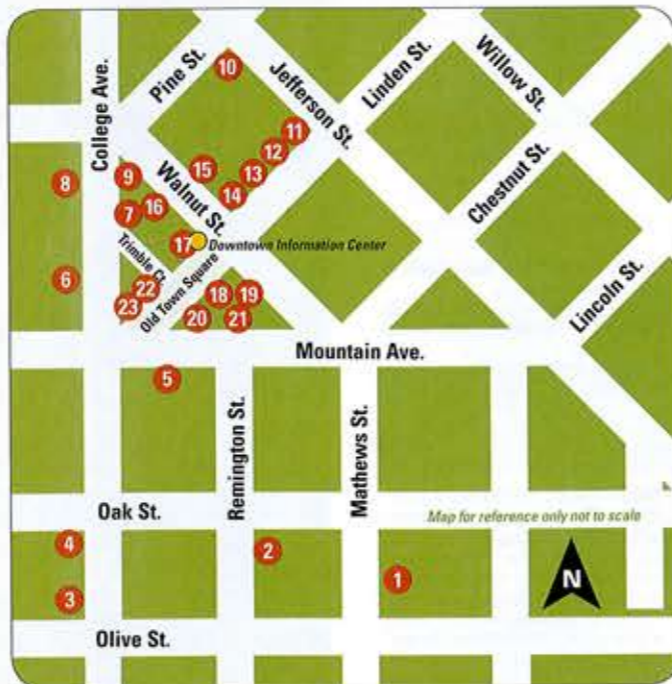 College Ave.
Pine St.
10
Jefferson St.
Linden St.
Willow St.
11
12
13
14
15
Chestnut St.
8
9
Walnut St.
16
7
17
Downtown Information Center
Trimble Ct.
Old Town Square
Lincoln St.
6
22
23
18
19
20
21
Mountain Ave.
5
Remington St.
Mathews St.
Oak St.
Map for reference only not to scale
4
2
1
N
3
Olive St.